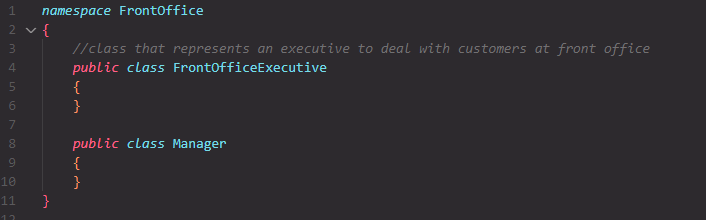 1 namespace FrontOffice
2 {
3 //class that represents an executive to deal with customers at front office
4 public class FrontOfficeExecutive
5 {
6 }
7
8 public class Manager
9 {
10 }
11 }